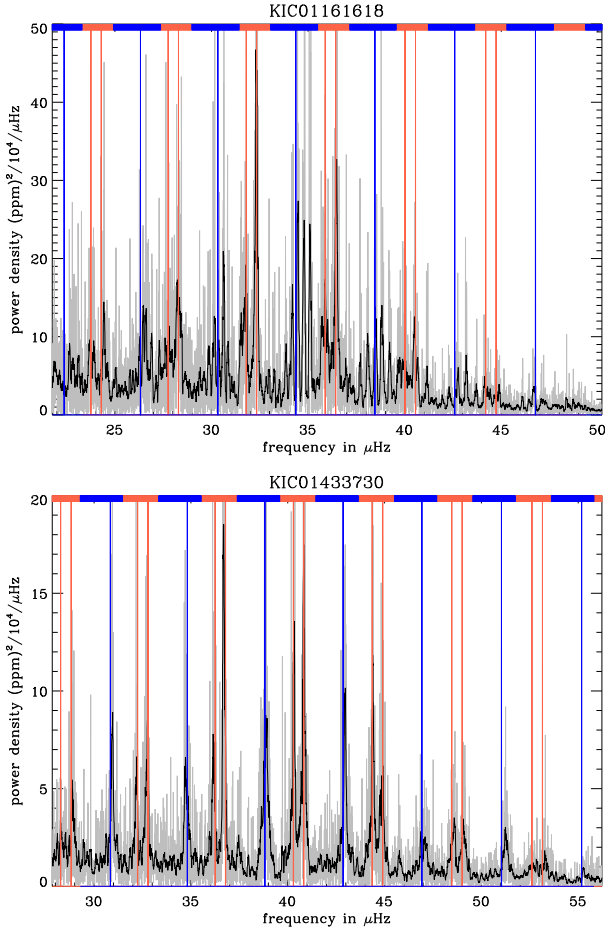 KIC01161618
50
40
30
20
10
0
power density (ppm)²/10⁴/μHz
25 30 35 40 45 50
frequency in μHz
KIC01433730
20
15
10
5
0
power density (ppm)²/10⁴/μHz
30 35 40 45 50 55
frequency in μHz